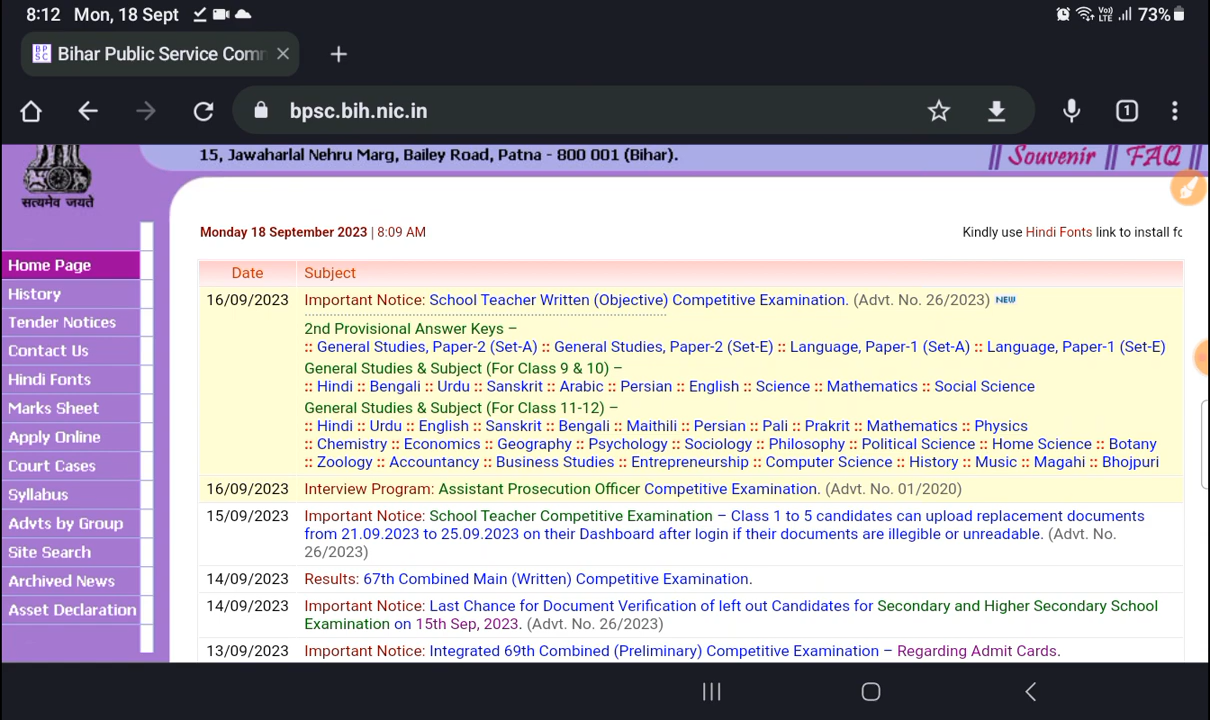 8:12 Mon, 18 Sept
Vo)) LTE 73%
BPSC Bihar Public Service Com
bpsc.bih.nic.in
1
15, Jawaharlal Nehru Marg, Bailey Road, Patna - 800 001 (Bihar).
|| Souvenir || FAQ ||
सत्यमेव जयते
Monday 18 September 2023 | 8:09 AM
Kindly use Hindi Fonts link to install fo
Home Page
History
Tender Notices
Contact Us
Hindi Fonts
Marks Sheet
Apply Online
Court Cases
Syllabus
Advts by Group
Site Search
Archived News
Asset Declaration
Date Subject
16/09/2023 Important Notice: School Teacher Written (Objective) Competitive Examination. (Advt. No. 26/2023) NEW
2nd Provisional Answer Keys –
:: General Studies, Paper-2 (Set-A) :: General Studies, Paper-2 (Set-E) :: Language, Paper-1 (Set-A) :: Language, Paper-1 (Set-E)
General Studies & Subject (For Class 9 & 10) –
:: Hindi :: Bengali :: Urdu :: Sanskrit :: Arabic :: Persian :: English :: Science :: Mathematics :: Social Science
General Studies & Subject (For Class 11-12) –
:: Hindi :: Urdu :: English :: Sanskrit :: Bengali :: Maithili :: Persian :: Pali :: Prakrit :: Mathematics :: Physics
:: Chemistry :: Economics :: Geography :: Psychology :: Sociology :: Philosophy :: Political Science :: Home Science :: Botany
:: Zoology :: Accountancy :: Business Studies :: Entrepreneurship :: Computer Science :: History :: Music :: Magahi :: Bhojpuri
16/09/2023 Interview Program: Assistant Prosecution Officer Competitive Examination. (Advt. No. 01/2020)
15/09/2023 Important Notice: School Teacher Competitive Examination – Class 1 to 5 candidates can upload replacement documents
from 21.09.2023 to 25.09.2023 on their Dashboard after login if their documents are illegible or unreadable. (Advt. No.
26/2023)
14/09/2023 Results: 67th Combined Main (Written) Competitive Examination.
14/09/2023 Important Notice: Last Chance for Document Verification of left out Candidates for Secondary and Higher Secondary School
Examination on 15th Sep, 2023. (Advt. No. 26/2023)
13/09/2023 Important Notice: Integrated 69th Combined (Preliminary) Competitive Examination – Regarding Admit Cards.